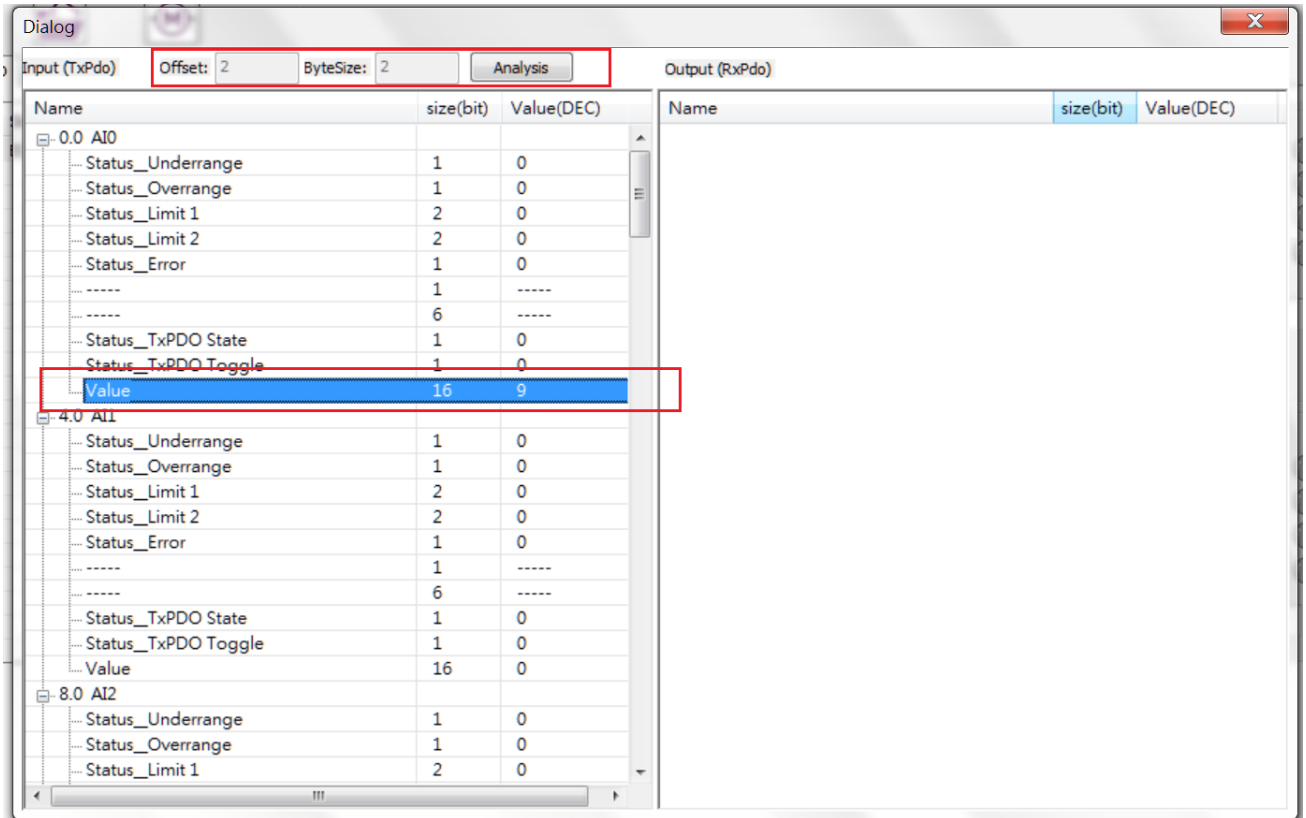 Dialog
Input (TxPdo) Offset: 2 ByteSize: 2 Analysis Output (RxPdo)
Name size(bit) Value(DEC) Name size(bit) Value(DEC)
0.0 AI0
Status__Underrange 1 0
Status__Overrange 1 0
Status__Limit 1 2 0
Status__Limit 2 2 0
Status__Error 1 0
----- 1 -----
----- 6 -----
Status__TxPDO State 1 0
Status__TxPDO Toggle 1 0
Value 16 9
4.0 AI1
Status__Underrange 1 0
Status__Overrange 1 0
Status__Limit 1 2 0
Status__Limit 2 2 0
Status__Error 1 0
----- 1 -----
----- 6 -----
Status__TxPDO State 1 0
Status__TxPDO Toggle 1 0
Value 16 0
8.0 AI2
Status__Underrange 1 0
Status__Overrange 1 0
Status__Limit 1 2 0